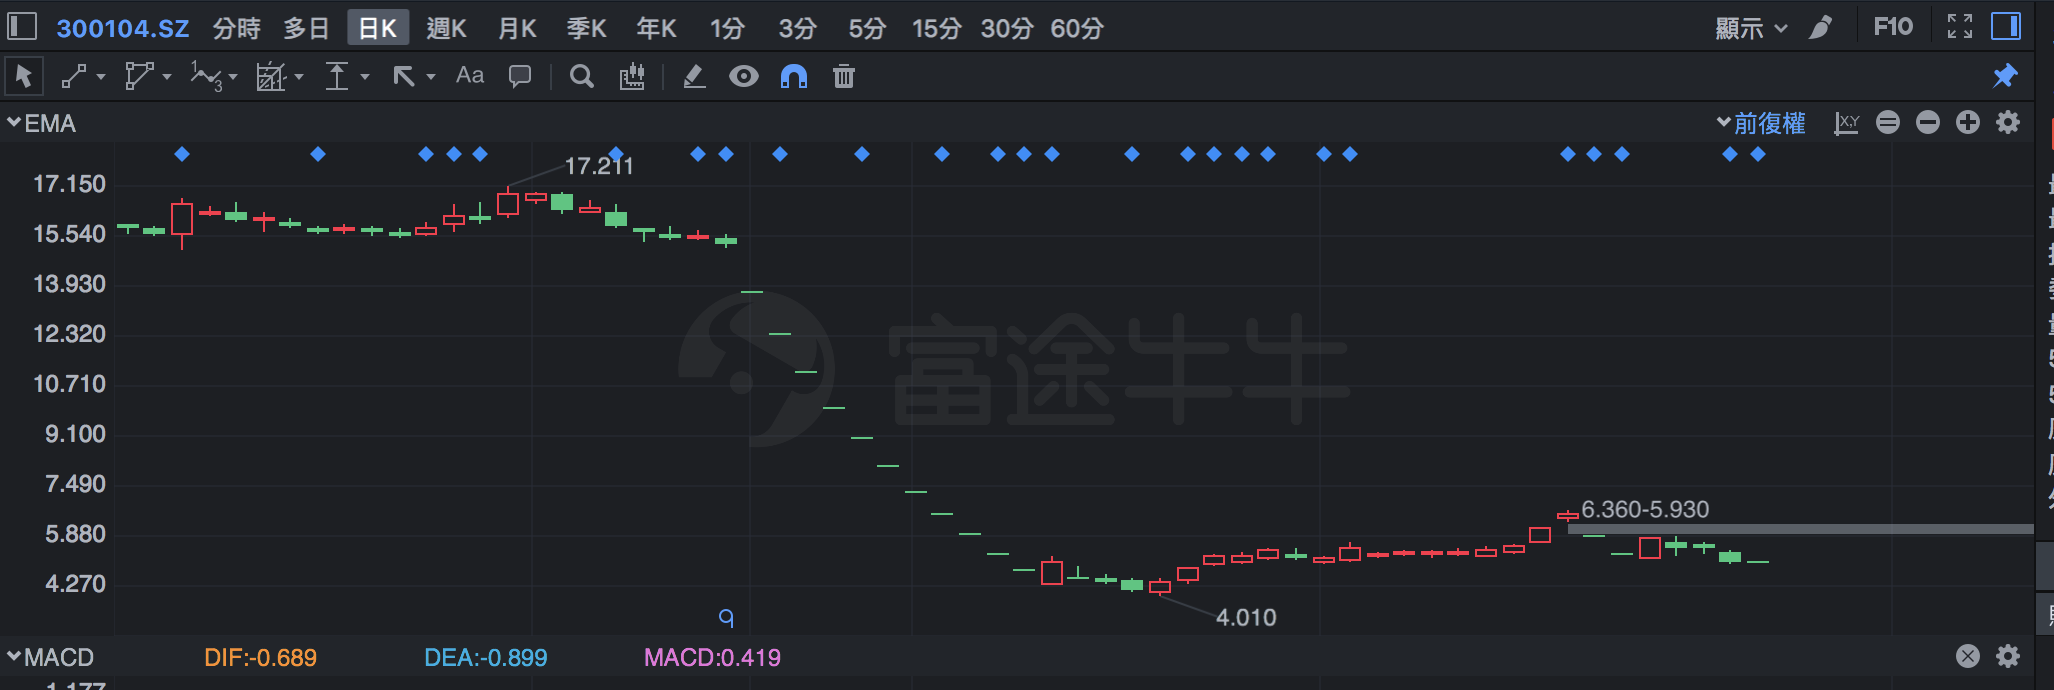 300104.SZ 分時 多日 日K 週K 月K 季K 年K 1分 3分 5分 15分 30分 60分 顯示 F10
1 3 Aa
EMA 前復權 X,Y
17.211
17.150
15.540
13.930
12.320
富途牛牛
10.710
9.100
7.490
6.360-5.930
5.880
4.270
q 4.010
MACD DIF:-0.689 DEA:-0.899 MACD:0.419
1.177